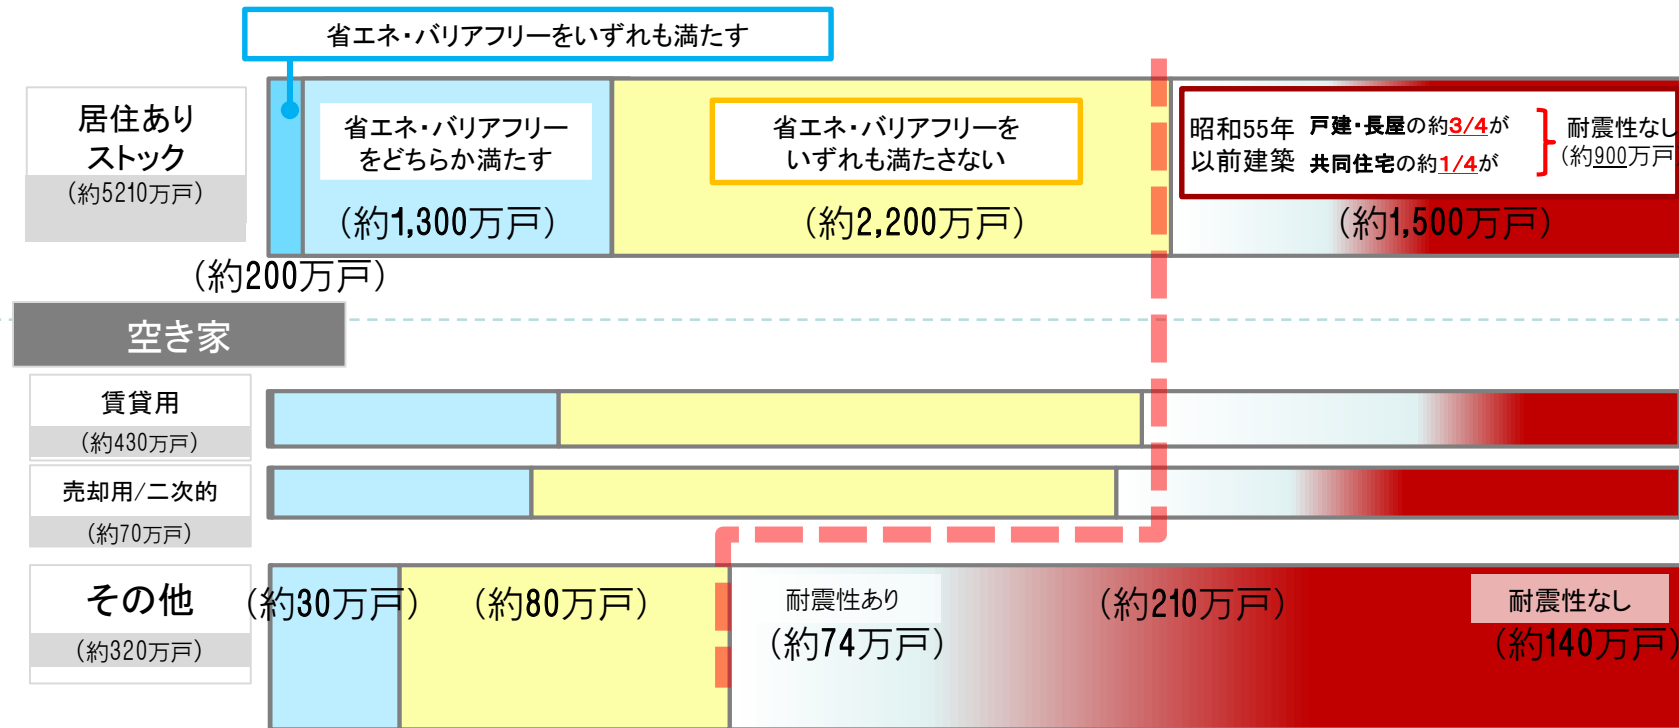 省エネ・バリアフリーをいずれも満たす
居住あり
ストック
(約5210万戸)
省エネ・バリアフリー
をどちらか満たす
(約1,300万戸)
省エネ・バリアフリーを
いずれも満たさない
(約2,200万戸)
昭和55年 戸建・長屋の約3/4が
以前建築 共同住宅の約1/4が
耐震性なし
(約900万戸
(約1,500万戸)
(約200万戸)
空き家
賃貸用
(約430万戸)
売却用/二次的
(約70万戸)
その他
(約320万戸)
(約30万戸)
(約80万戸)
耐震性あり
(約74万戸)
(約210万戸)
耐震性なし
(約140万戸)